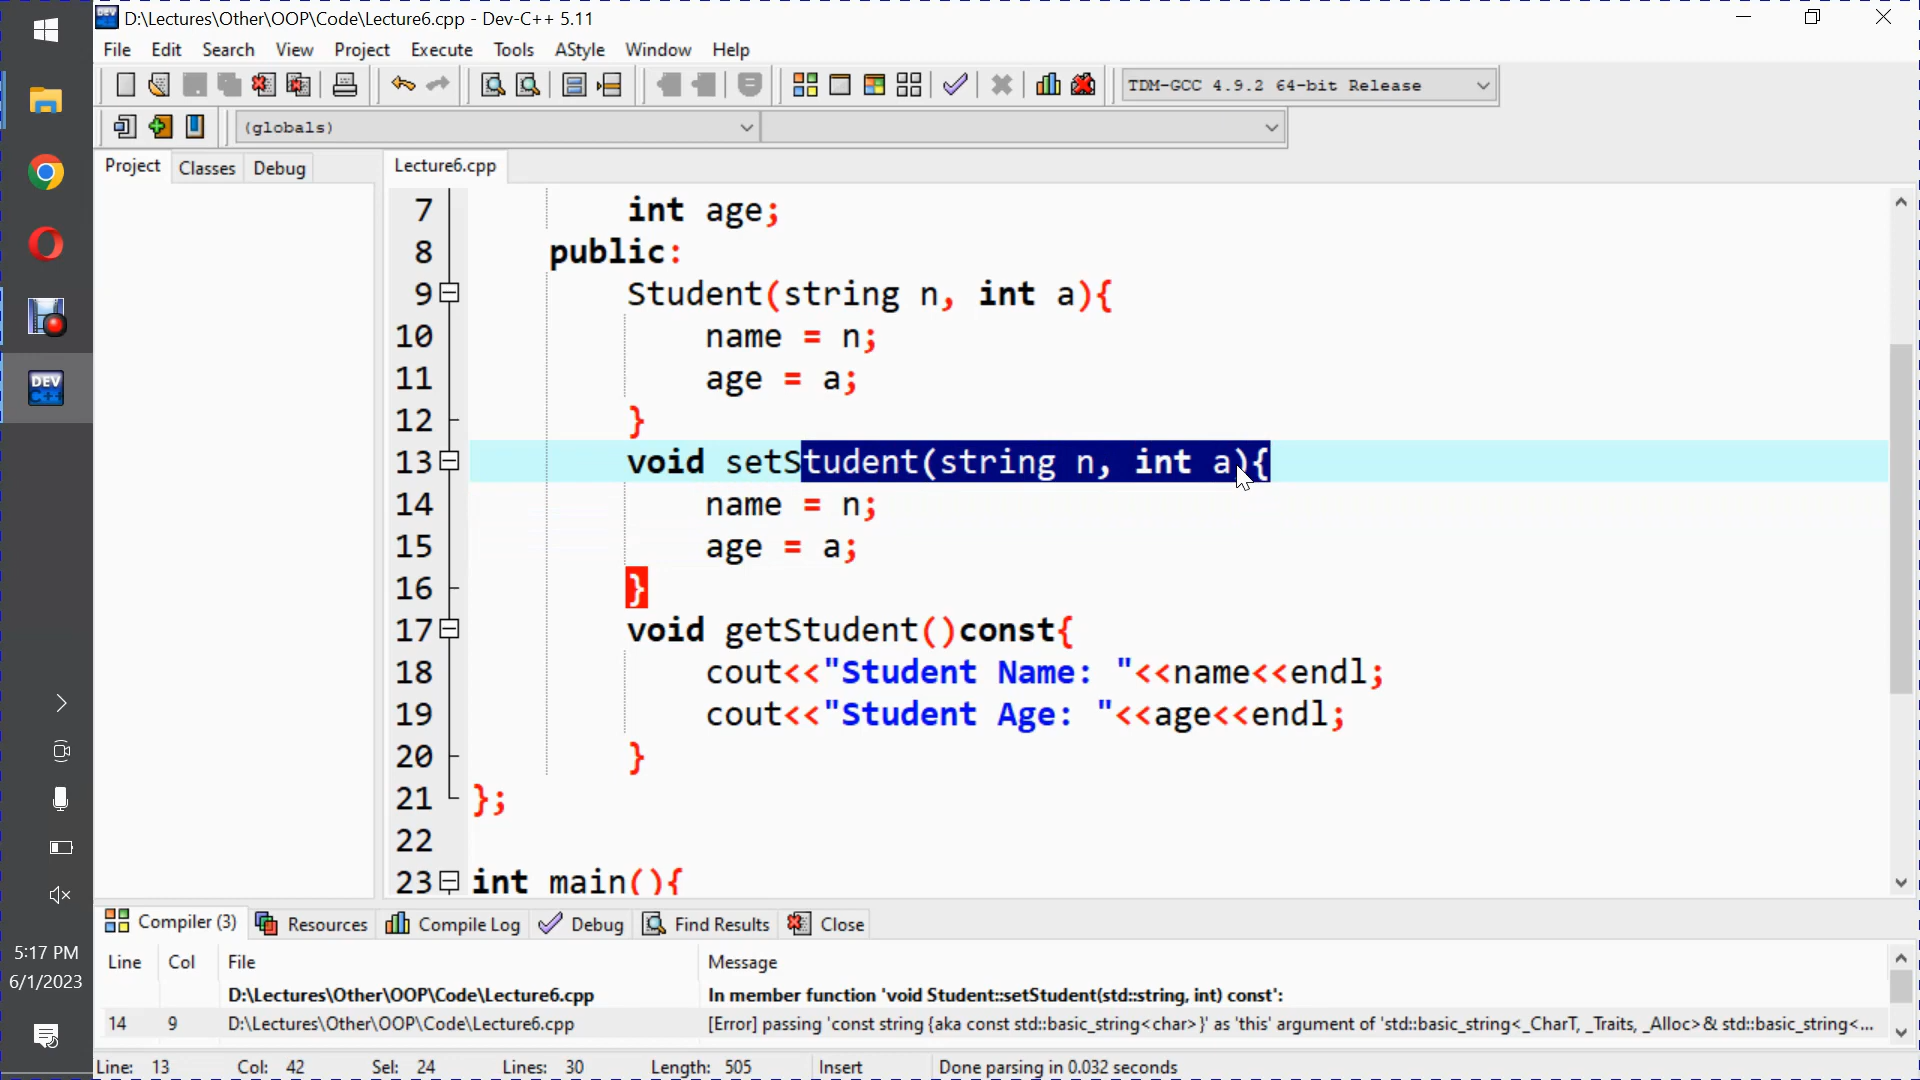 D:\Lectures\Other\OOP\Code\Lecture6.cpp - Dev-C++ 5.11
File Edit Search View Project Execute Tools AStyle Window Help
TDM-GCC 4.9.2 64-bit Release
(globals)
Project Classes Debug
Lecture6.cpp
7 int age;
8 public:
9 Student(string n, int a){
10 name = n;
11 age = a;
12 }
13 void setStudent(string n, int a){
14 name = n;
15 age = a;
16 }
17 void getStudent()const{
18 cout<<"Student Name: "<<name<<endl;
19 cout<<"Student Age: "<<age<<endl;
20 }
21 };
22
23 int main(){
DEV C++
Compiler (3) Resources Compile Log Debug Find Results Close
Line Col File Message
D:\Lectures\Other\OOP\Code\Lecture6.cpp In member function 'void Student::setStudent(std::string, int) const':
14 9 D:\Lectures\Other\OOP\Code\Lecture6.cpp [Error] passing 'const string {aka const std::basic_string<char>}' as 'this' argument of 'std::basic_string<_CharT, _Traits, _Alloc>& std::basic_string<...
Line: 13 Col: 42 Sel: 24 Lines: 30 Length: 505 Insert Done parsing in 0.032 seconds
5:17 PM
6/1/2023